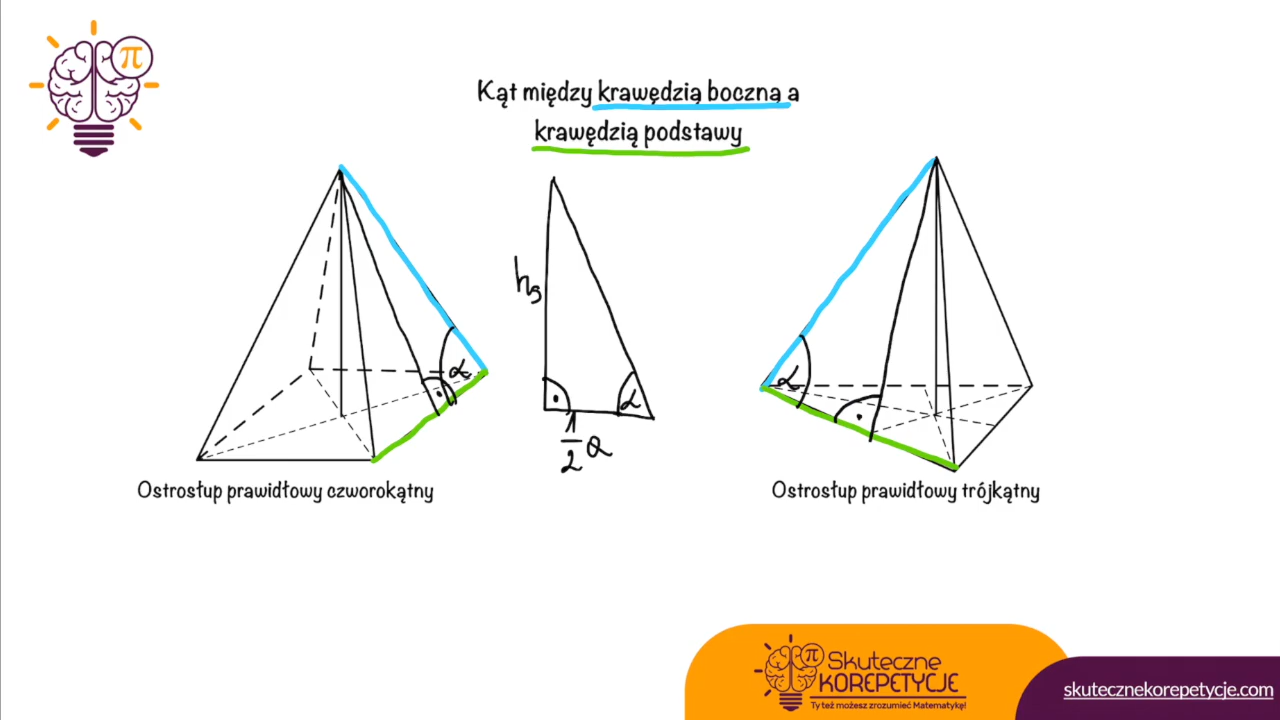 π
Kąt między krawędzią boczną a
krawędzią podstawy
hs
α
α
α
1/2 a
Ostrosłup prawidłowy czworokątny
Ostrosłup prawidłowy trójkątny
π
Skuteczne
KOREPETYCJE
Ty też możesz zrozumieć Matematykę!
skutecznekorepetycje.com